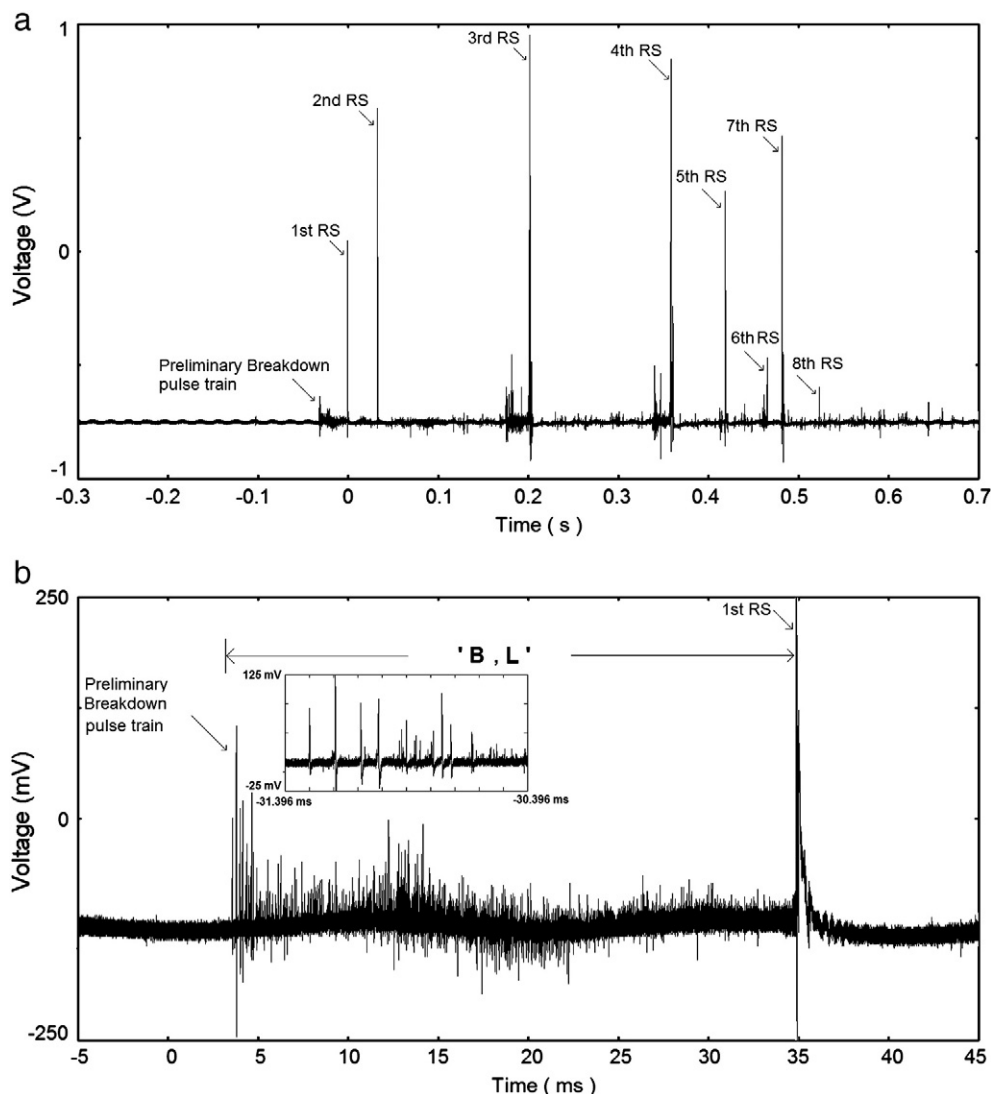 a
1
0
-1
Voltage (V)
1st RS
2nd RS
3rd RS
4th RS
5th RS
6th RS
7th RS
8th RS
Preliminary Breakdown
pulse train
-0.3 -0.2 -0.1 0 0.1 0.2 0.3 0.4 0.5 0.6 0.7
Time ( s )
b
250
0
-250
Voltage (mV)
1st RS
' B , L '
Preliminary
Breakdown
pulse train
125 mV
-25 mV
-31.396 ms -30.396 ms
-5 0 5 10 15 20 25 30 35 40 45
Time ( ms )